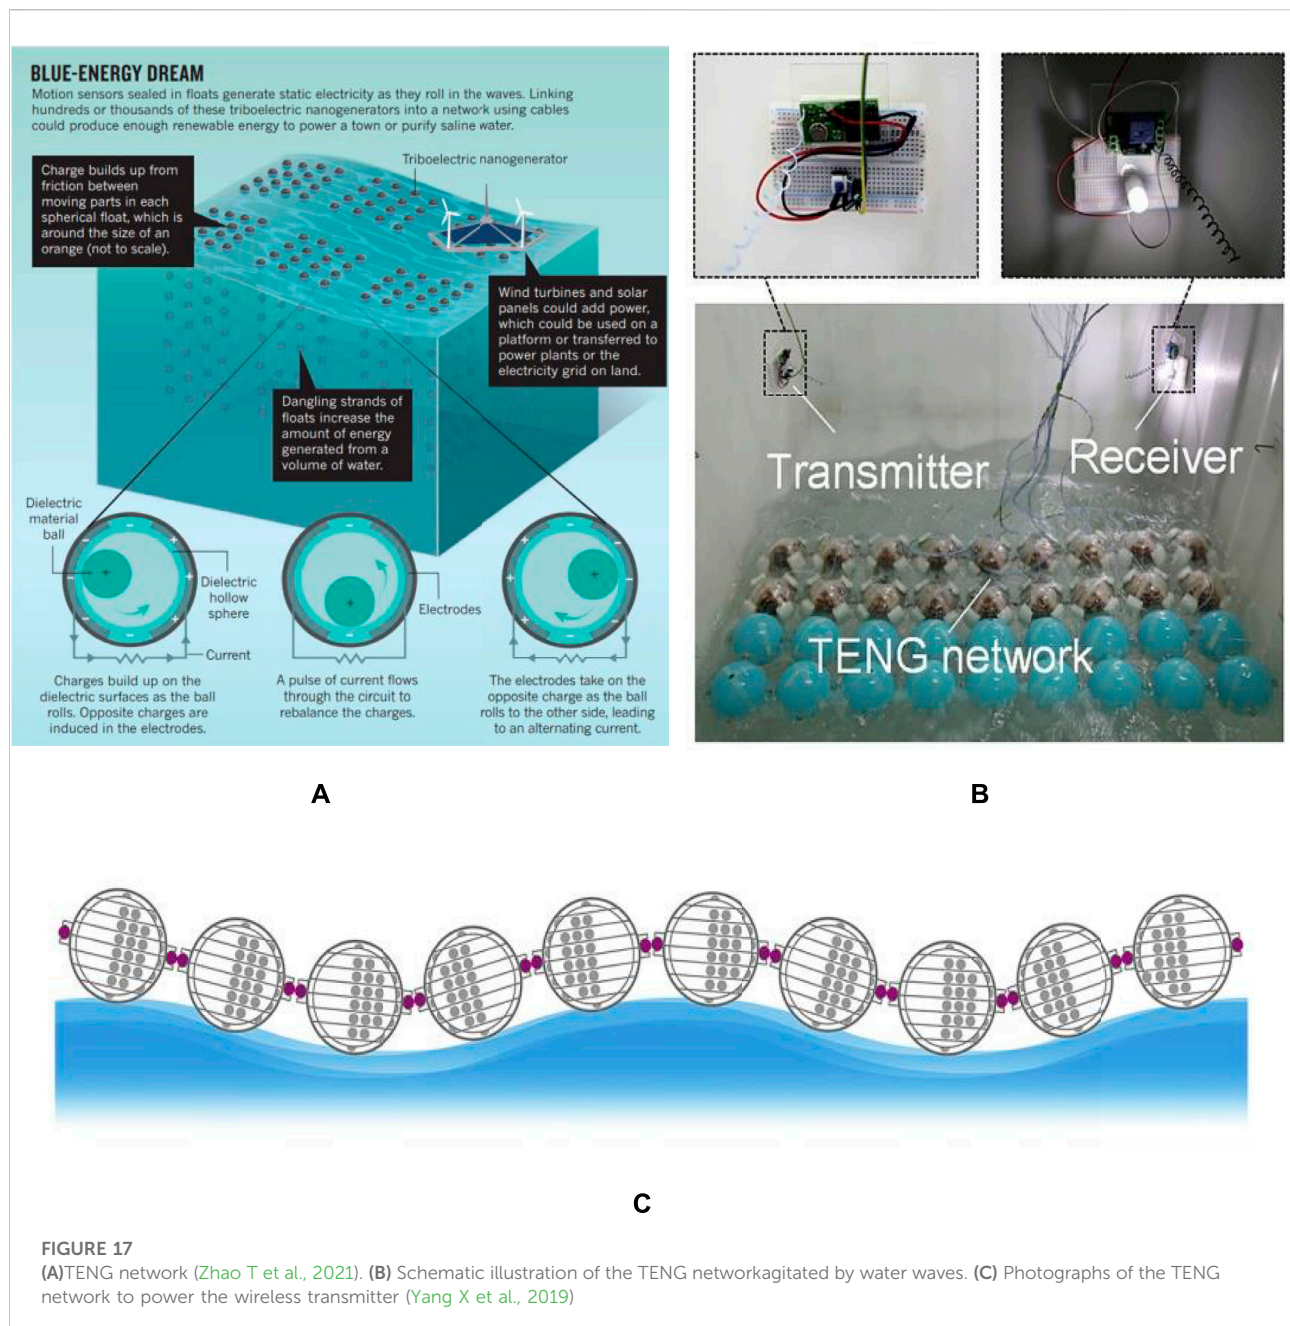 BLUE-ENERGY DREAM
Motion sensors sealed in floats generate static electricity as they roll in the waves. Linking
hundreds or thousands of these triboelectric nanogenerators into a network using cables
could produce enough renewable energy to power a town or purify saline water.
Charge builds up from
friction between
moving parts in each
spherical float, which is
around the size of an
orange (not to scale).
Triboelectric nanogenerator
Wind turbines and solar
panels could add power,
which could be used on a
platform or transferred to
power plants or the
electricity grid on land.
Dangling strands of
floats increase the
amount of energy
generated from a
volume of water.
Dielectric
material
ball
Dielectric
hollow
sphere
Electrodes
Current
Charges build up on the
dielectric surfaces as the ball
rolls. Opposite charges are
induced in the electrodes.
A pulse of current flows
through the circuit to
rebalance the charges.
The electrodes take on the
opposite charge as the ball
rolls to the other side, leading
to an alternating current.
A
Transmitter
Receiver
TENG network
B
C
FIGURE 17
(A)TENG network (Zhao T et al., 2021). (B) Schematic illustration of the TENG networkagitated by water waves. (C) Photographs of the TENG
network to power the wireless transmitter (Yang X et al., 2019)